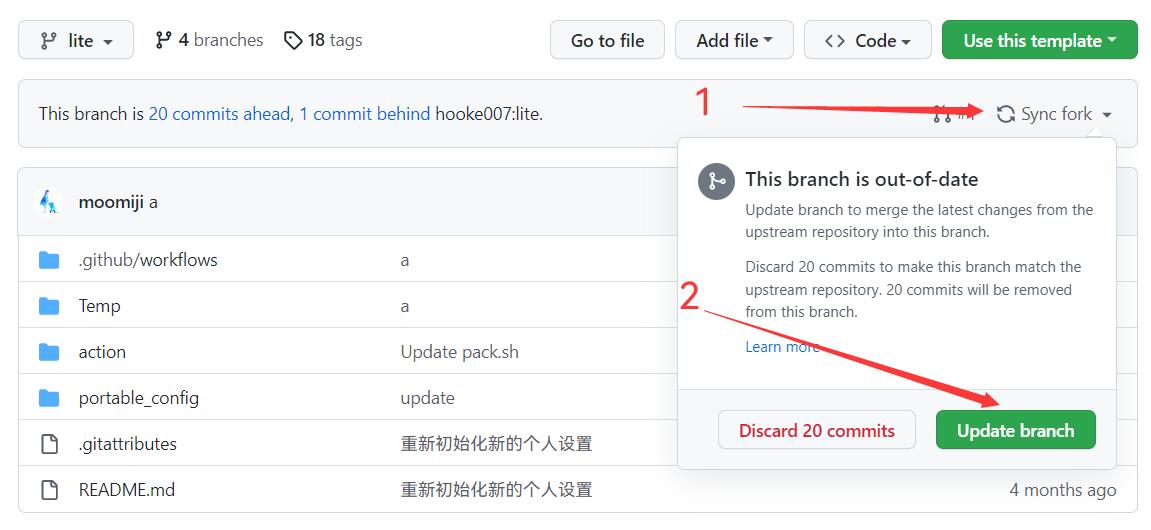 lite 4 branches 18 tags Go to file Add file Code Use this template
This branch is 20 commits ahead, 1 commit behind hooke007:lite.
1
Sync fork
This branch is out-of-date
Update branch to merge the latest changes from the
upstream repository into this branch.
Discard 20 commits to make this branch match the
upstream repository. 20 commits will be removed
from this branch.
Learn more
2
Discard 20 commits Update branch
moomiji a
.github/workflows a
Temp a
action Update pack.sh
portable_config update
.gitattributes 重新初始化新的个人设置
README.md 重新初始化新的个人设置 4 months ago